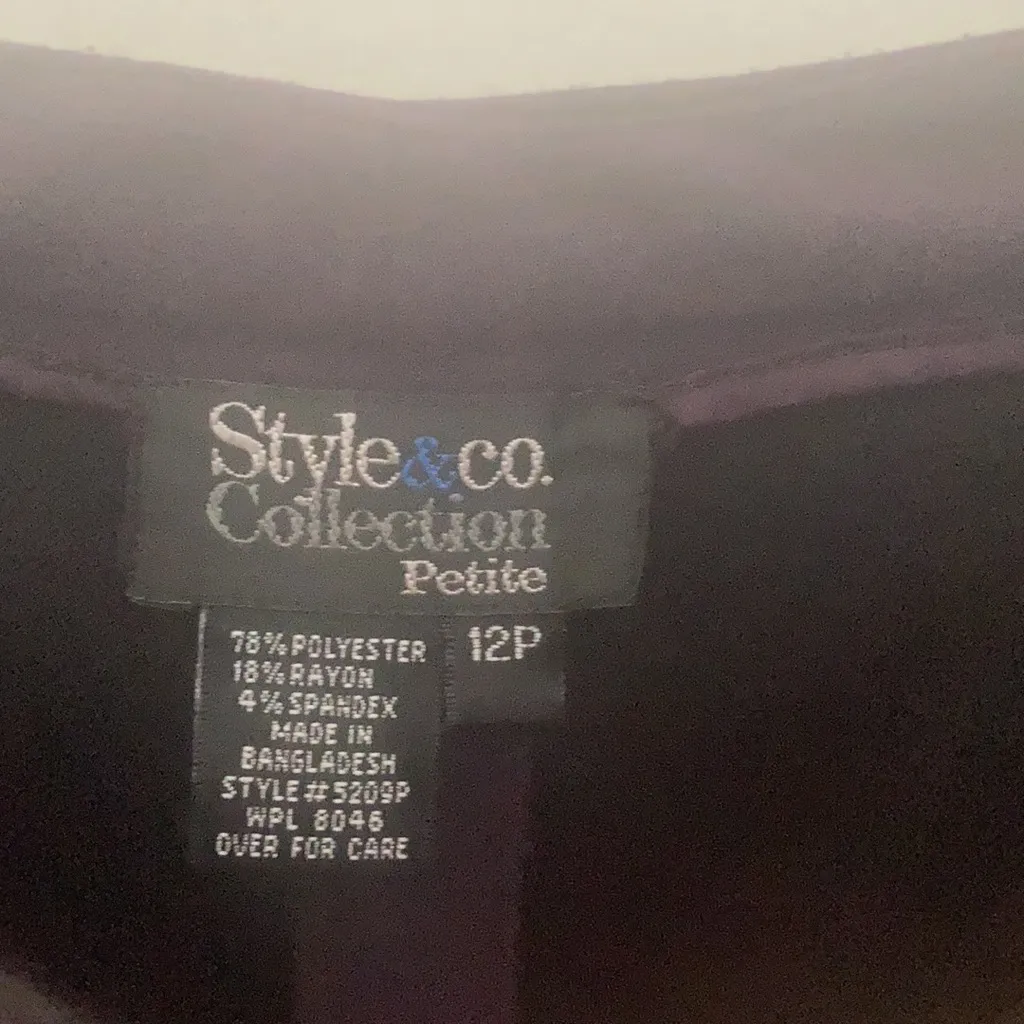 Style&co.
Collection
Petite
12P
78% POLYESTER
18% RAYON
4% SPANDEX
MADE IN
BANGLADESH
STYLE # 5209P
WPL 8046
OVER FOR CARE